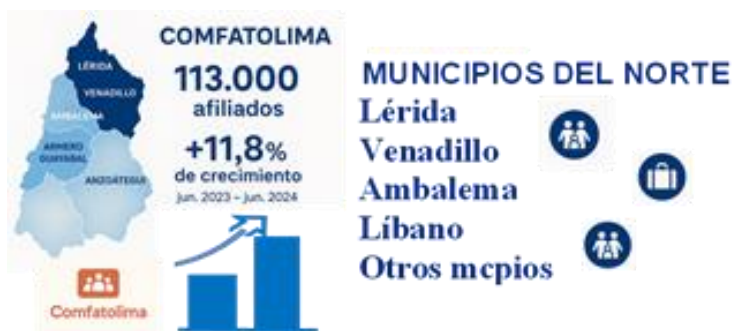 LÉRIDA
VENADILLO
AMBALEMA
ARMERO
GUAYABAL
ANZOÁTEGUI
COMFATOLIMA
113.000
afiliados
+11,8%
de crecimiento
jun. 2023 – jun. 2024
Comfatolima
MUNICIPIOS DEL NORTE
Lérida
Venadillo
Ambalema
Líbano
Otros mcpios